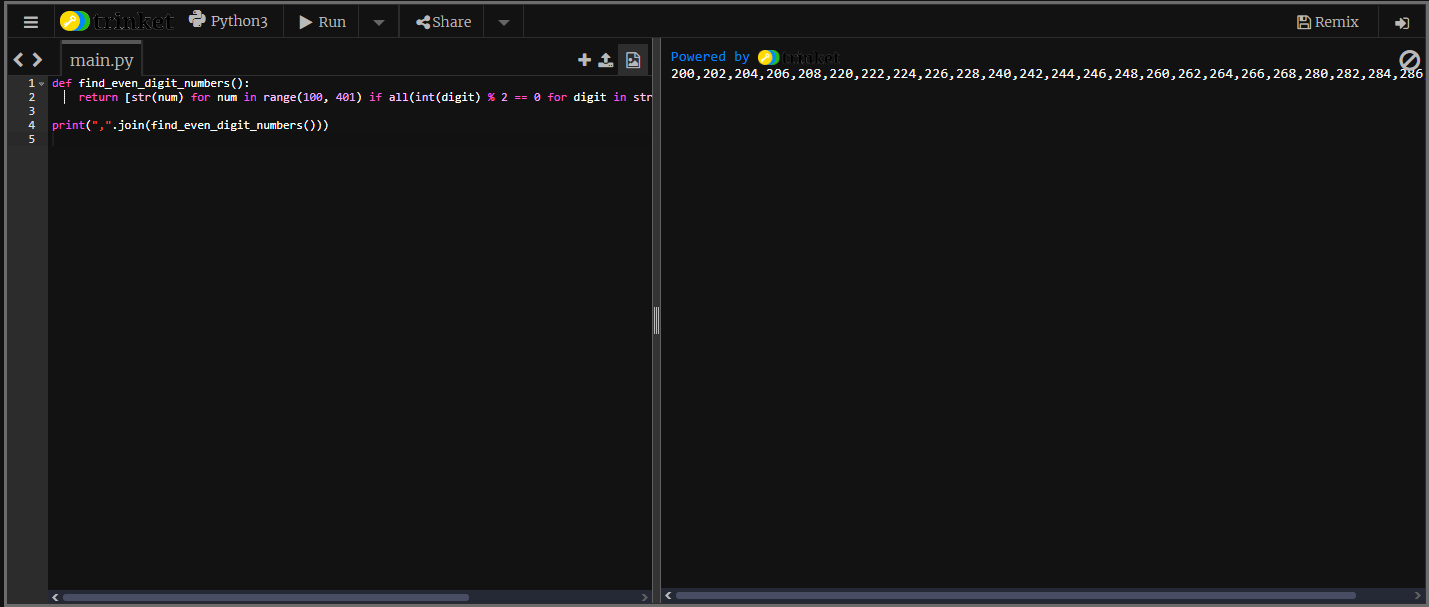 trinket Python3 Run Share Remix
main.py
1 def find_even_digit_numbers():
2 return [str(num) for num in range(100, 401) if all(int(digit) % 2 == 0 for digit in str
3
4 print(",".join(find_even_digit_numbers()))
5
Powered by trinket
200,202,204,206,208,220,222,224,226,228,240,242,244,246,248,260,262,264,266,268,280,282,284,286